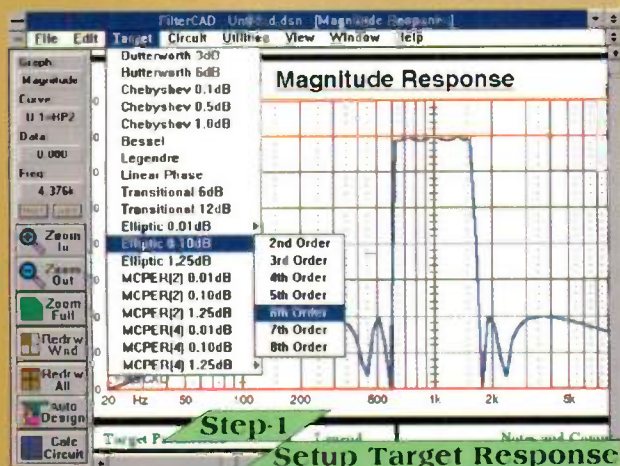 FilterCAD - Untitled.dsn [Magnitude Response]
File Edit Target Circuit Utilities View Window Help
Graph
Magnitude
Curve
Data
0.000
Freq
4.376k
Zoom In
Zoom Out
Zoom Full
Redrw Wnd
Redrw All
Auto Design
Calc Circuit
Butterworth 3dB
Butterworth 6dB
Chebyshev 0.1dB
Chebyshev 0.5dB
Chebyshev 1.0dB
Bessel
Legendre
Linear Phase
Transitional 6dB
Transitional 12dB
Elliptic 0.01dB
Elliptic 0.10dB
Elliptic 1.25dB
MCPER[2] 0.01dB
MCPER[2] 0.10dB
MCPER[2] 1.25dB
MCPER[4] 0.01dB
MCPER[4] 0.10dB
MCPER[4] 1.25dB
2nd Order
3rd Order
4th Order
5th Order
6th Order
7th Order
8th Order
Magnitude Response
20 Hz 50 100 200 500 1k 2k 5k
Legend
Notes and
Step-1
Setup Target Response